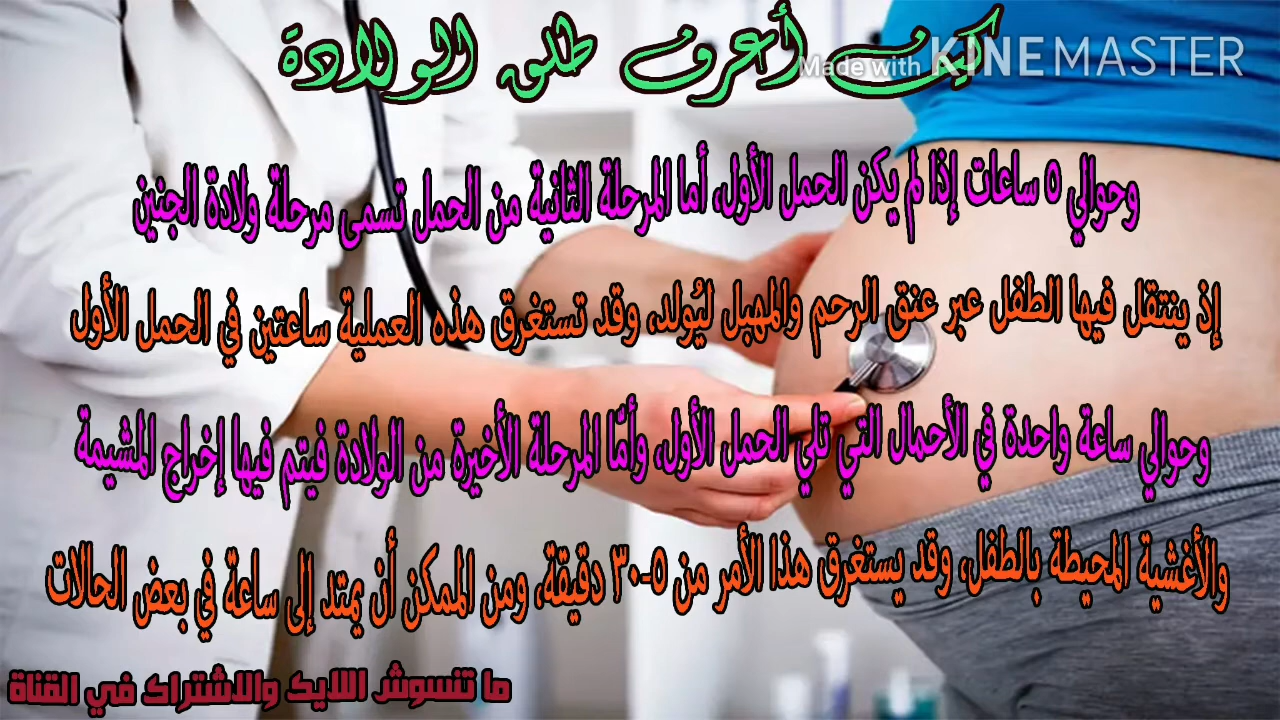 كيف أعرف طلق الولادة
Made with KINEMASTER
وحوالي ٥ ساعات إذا لم يكن الحمل الأول، أما المرحلة الثانية من الحمل تسمى مرحلة ولادة الجنين
إذ ينتقل فيها الطفل عبر عنق الرحم والمهبل ليُولد، وقد تستغرق هذه العملية ساعتين في الحمل الأول
وحوالي ساعة واحدة في الأحمال التي تلي الحمل الأول، وأمّا المرحلة الأخيرة من الولادة فيتم فيها إخراج المشيمة
والأغشية المحيطة بالطفل، وقد يستغرق هذا الأمر من ٥-٣٠ دقيقة، ومن الممكن أن يمتد إلى ساعة في بعض الحالات
ما تنسوش اللايك والاشتراك في القناة